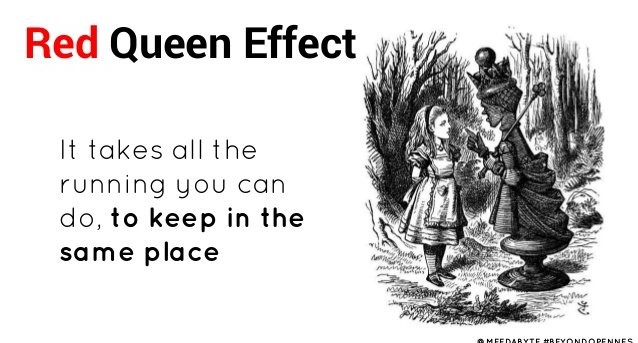 Red Queen Effect
It takes all the
running you can
do, to keep in the
same place
@MEEDABYTE #BEYONDOPENNES